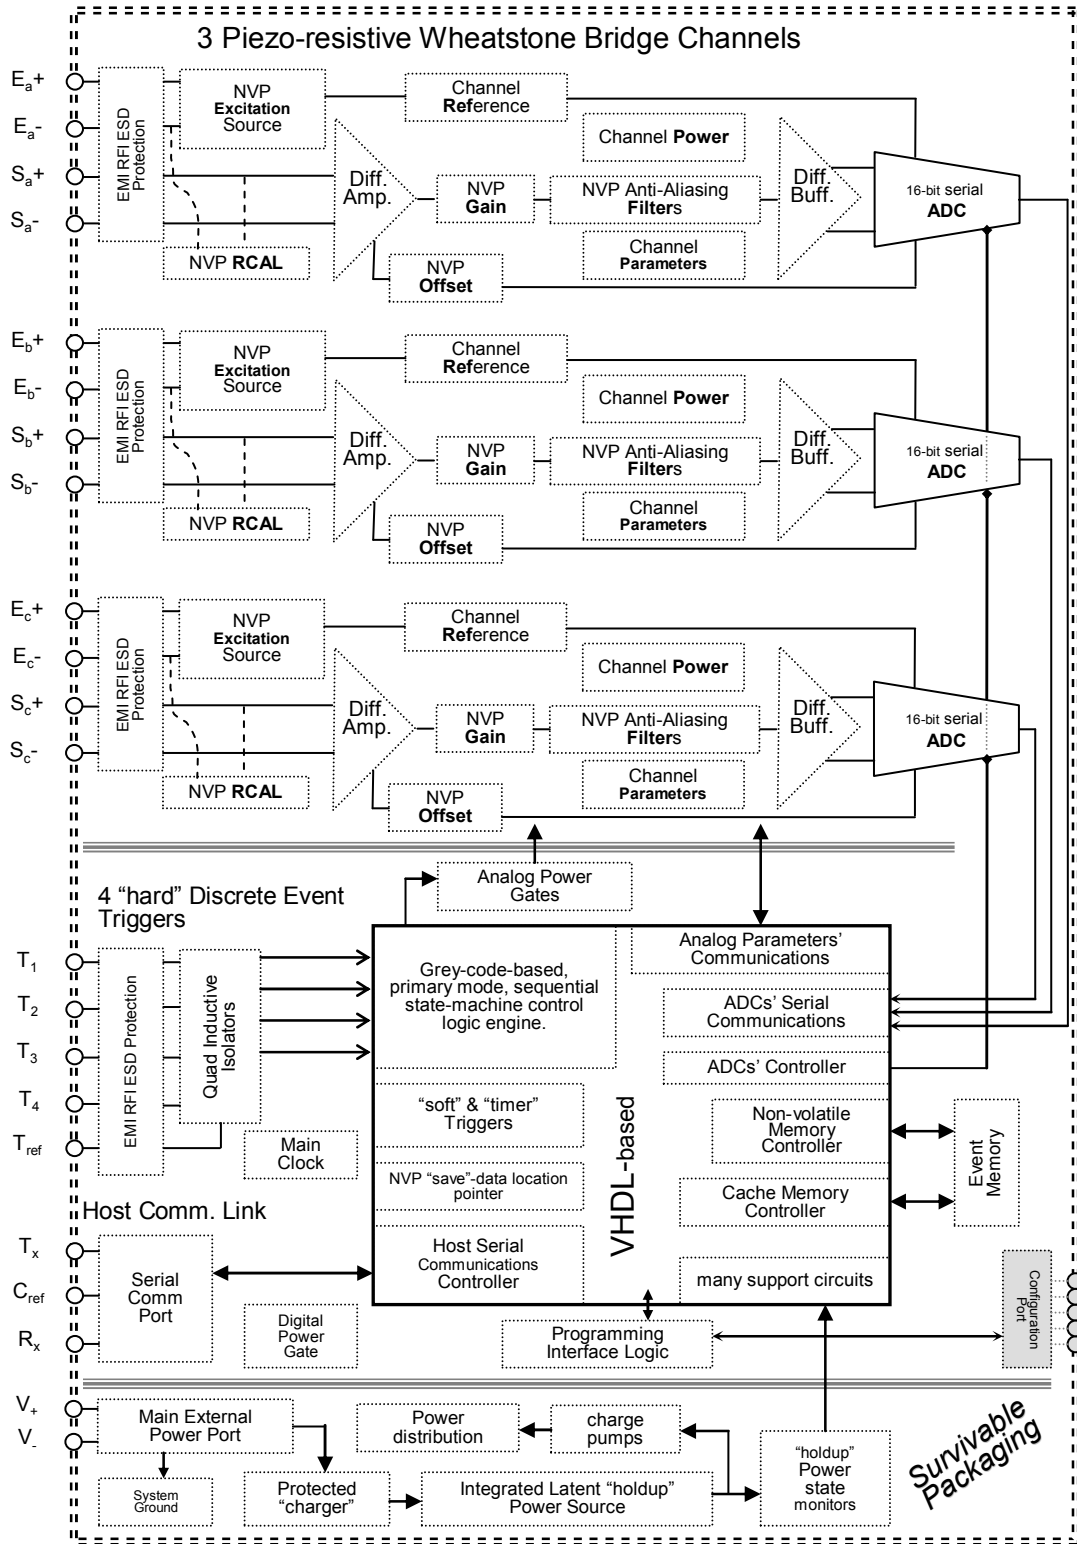 3 Piezo-resistive Wheatstone Bridge Channels
Ea+
Ea-
Sa+
Sa-
EMI RFI ESD
Protection
NVP
Excitation
Source
NVP RCAL
Channel
Reference
Diff.
Amp.
NVP
Gain
NVP
Offset
Channel Power
NVP Anti-Aliasing
Filters
Channel
Parameters
Diff.
Buff.
16-bit serial
ADC
Eb+
Eb-
Sb+
Sb-
EMI RFI ESD
Protection
NVP
Excitation
Source
NVP RCAL
Channel
Reference
Diff.
Amp.
NVP
Gain
NVP
Offset
Channel Power
NVP Anti-Aliasing
Filters
Channel
Parameters
Diff.
Buff.
16-bit serial
ADC
Ec+
Ec-
Sc+
Sc-
EMI RFI ESD
Protection
NVP
Excitation
Source
NVP RCAL
Channel
Reference
Diff.
Amp.
NVP
Gain
NVP
Offset
Channel Power
NVP Anti-Aliasing
Filters
Channel
Parameters
Diff.
Buff.
16-bit serial
ADC
Analog Power
Gates
4 “hard” Discrete Event
Triggers
T1
T2
T3
T4
Tref
EMI RFI ESD Protection
Quad Inductive
Isolators
Main
Clock
Grey-code-based,
primary mode, sequential
state-machine control
logic engine.
“soft” & “timer”
Triggers
NVP “save”-data location
pointer
Host Serial
Communications
Controller
VHDL-based
Analog Parameters’
Communications
ADCs’ Serial
Communications
ADCs’ Controller
Non-volatile
Memory
Controller
Cache Memory
Controller
many support circuits
Event
Memory
Host Comm. Link
Tx
Cref
Rx
Serial
Comm
Port
Digital
Power
Gate
Programming
Interface Logic
Configuration
Port
V+
V-
Main External
Power Port
System
Ground
Protected
“charger”
Power
distribution
charge
pumps
Integrated Latent “holdup”
Power Source
“holdup”
Power
state
monitors
Survivable
Packaging